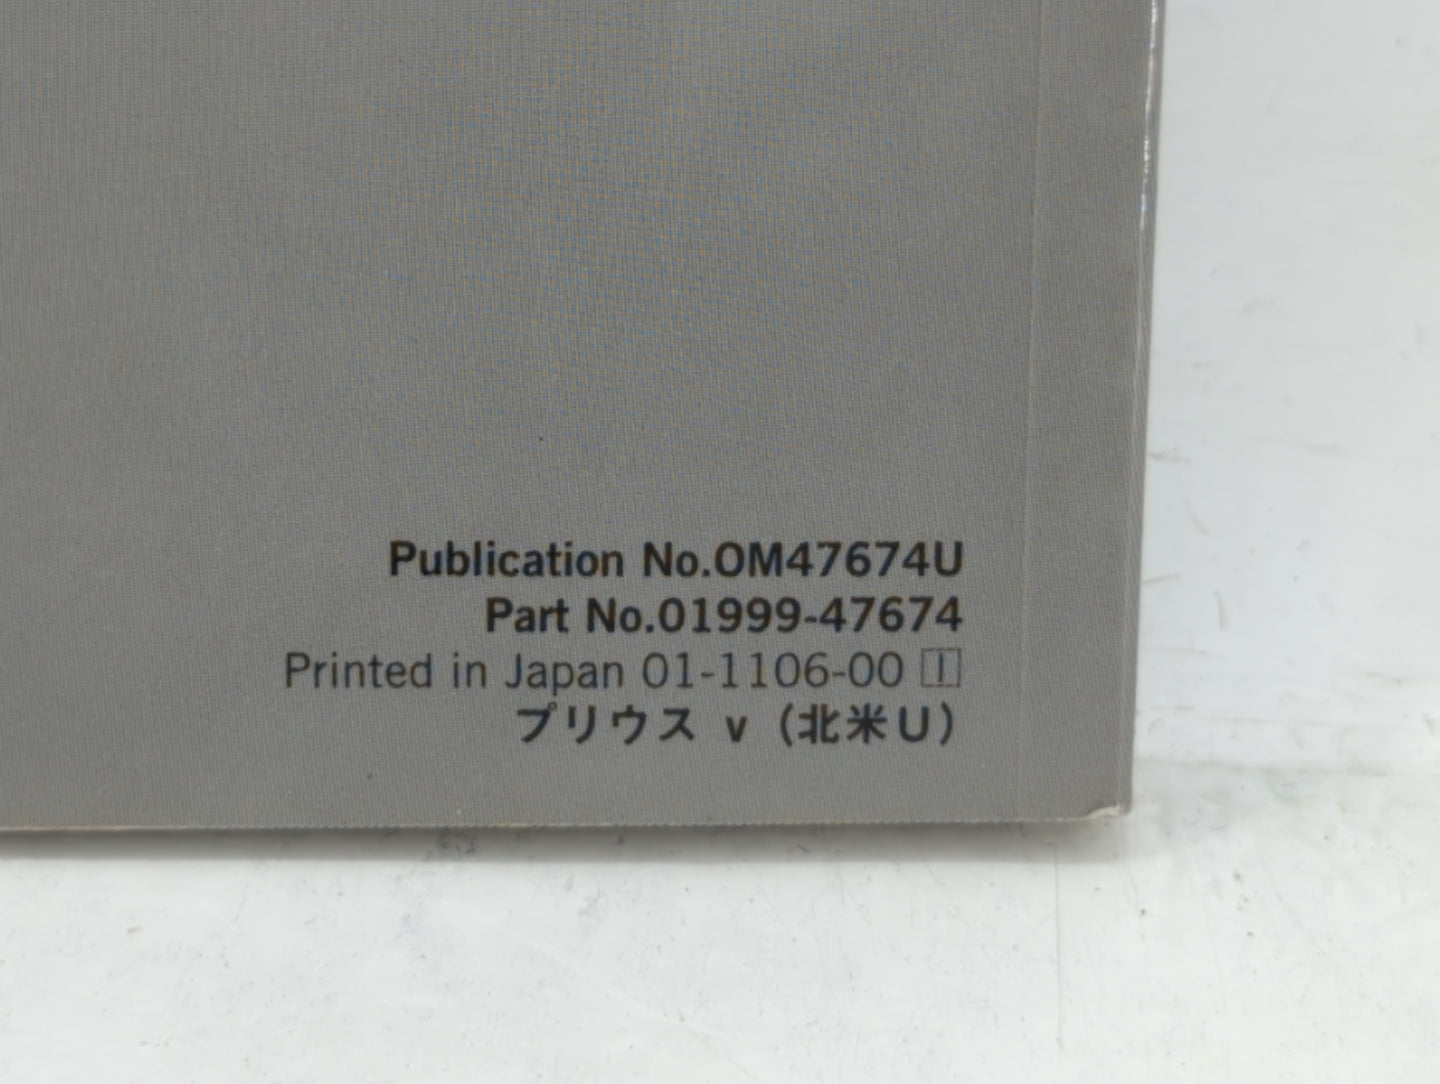 Publication No.OM47674U
Part No.01999-47674
Printed in Japan 01-1106-00 I
プリウス v (北米U)